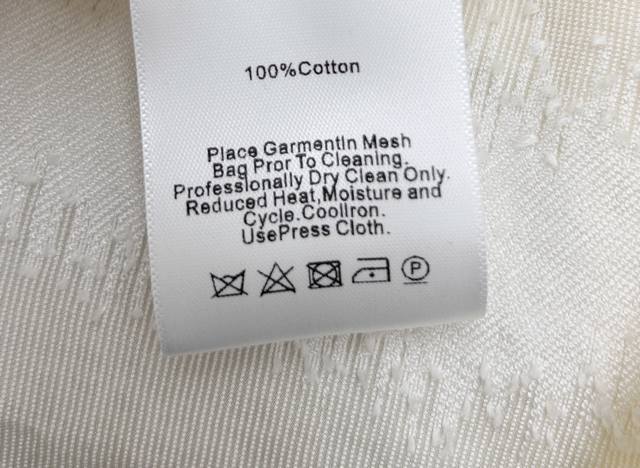 100%Cotton
Place GarmentIn Mesh
Bag Pror To Cleaning.
Professionally Dry Clean Only.
Reduced Heat,Moisture and
Cycle.CoolIron.
UsePress Cloth.
P